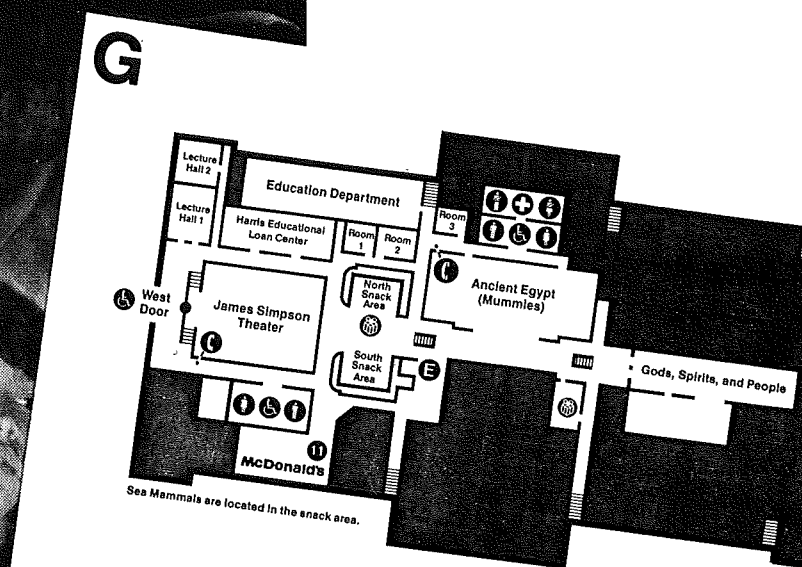 G
Lecture
Hall 2
Education Department
Lecture
Hall 1
Harris Educational
Loan Center
Room
1
Room
2
Room
3
Ancient Egypt
(Mummies)
West
Door
James Simpson
Theater
North
Snack
Area
South
Snack
Area
E
Gods, Spirits, and People
McDonald's
Sea Mammals are located in the snack area.